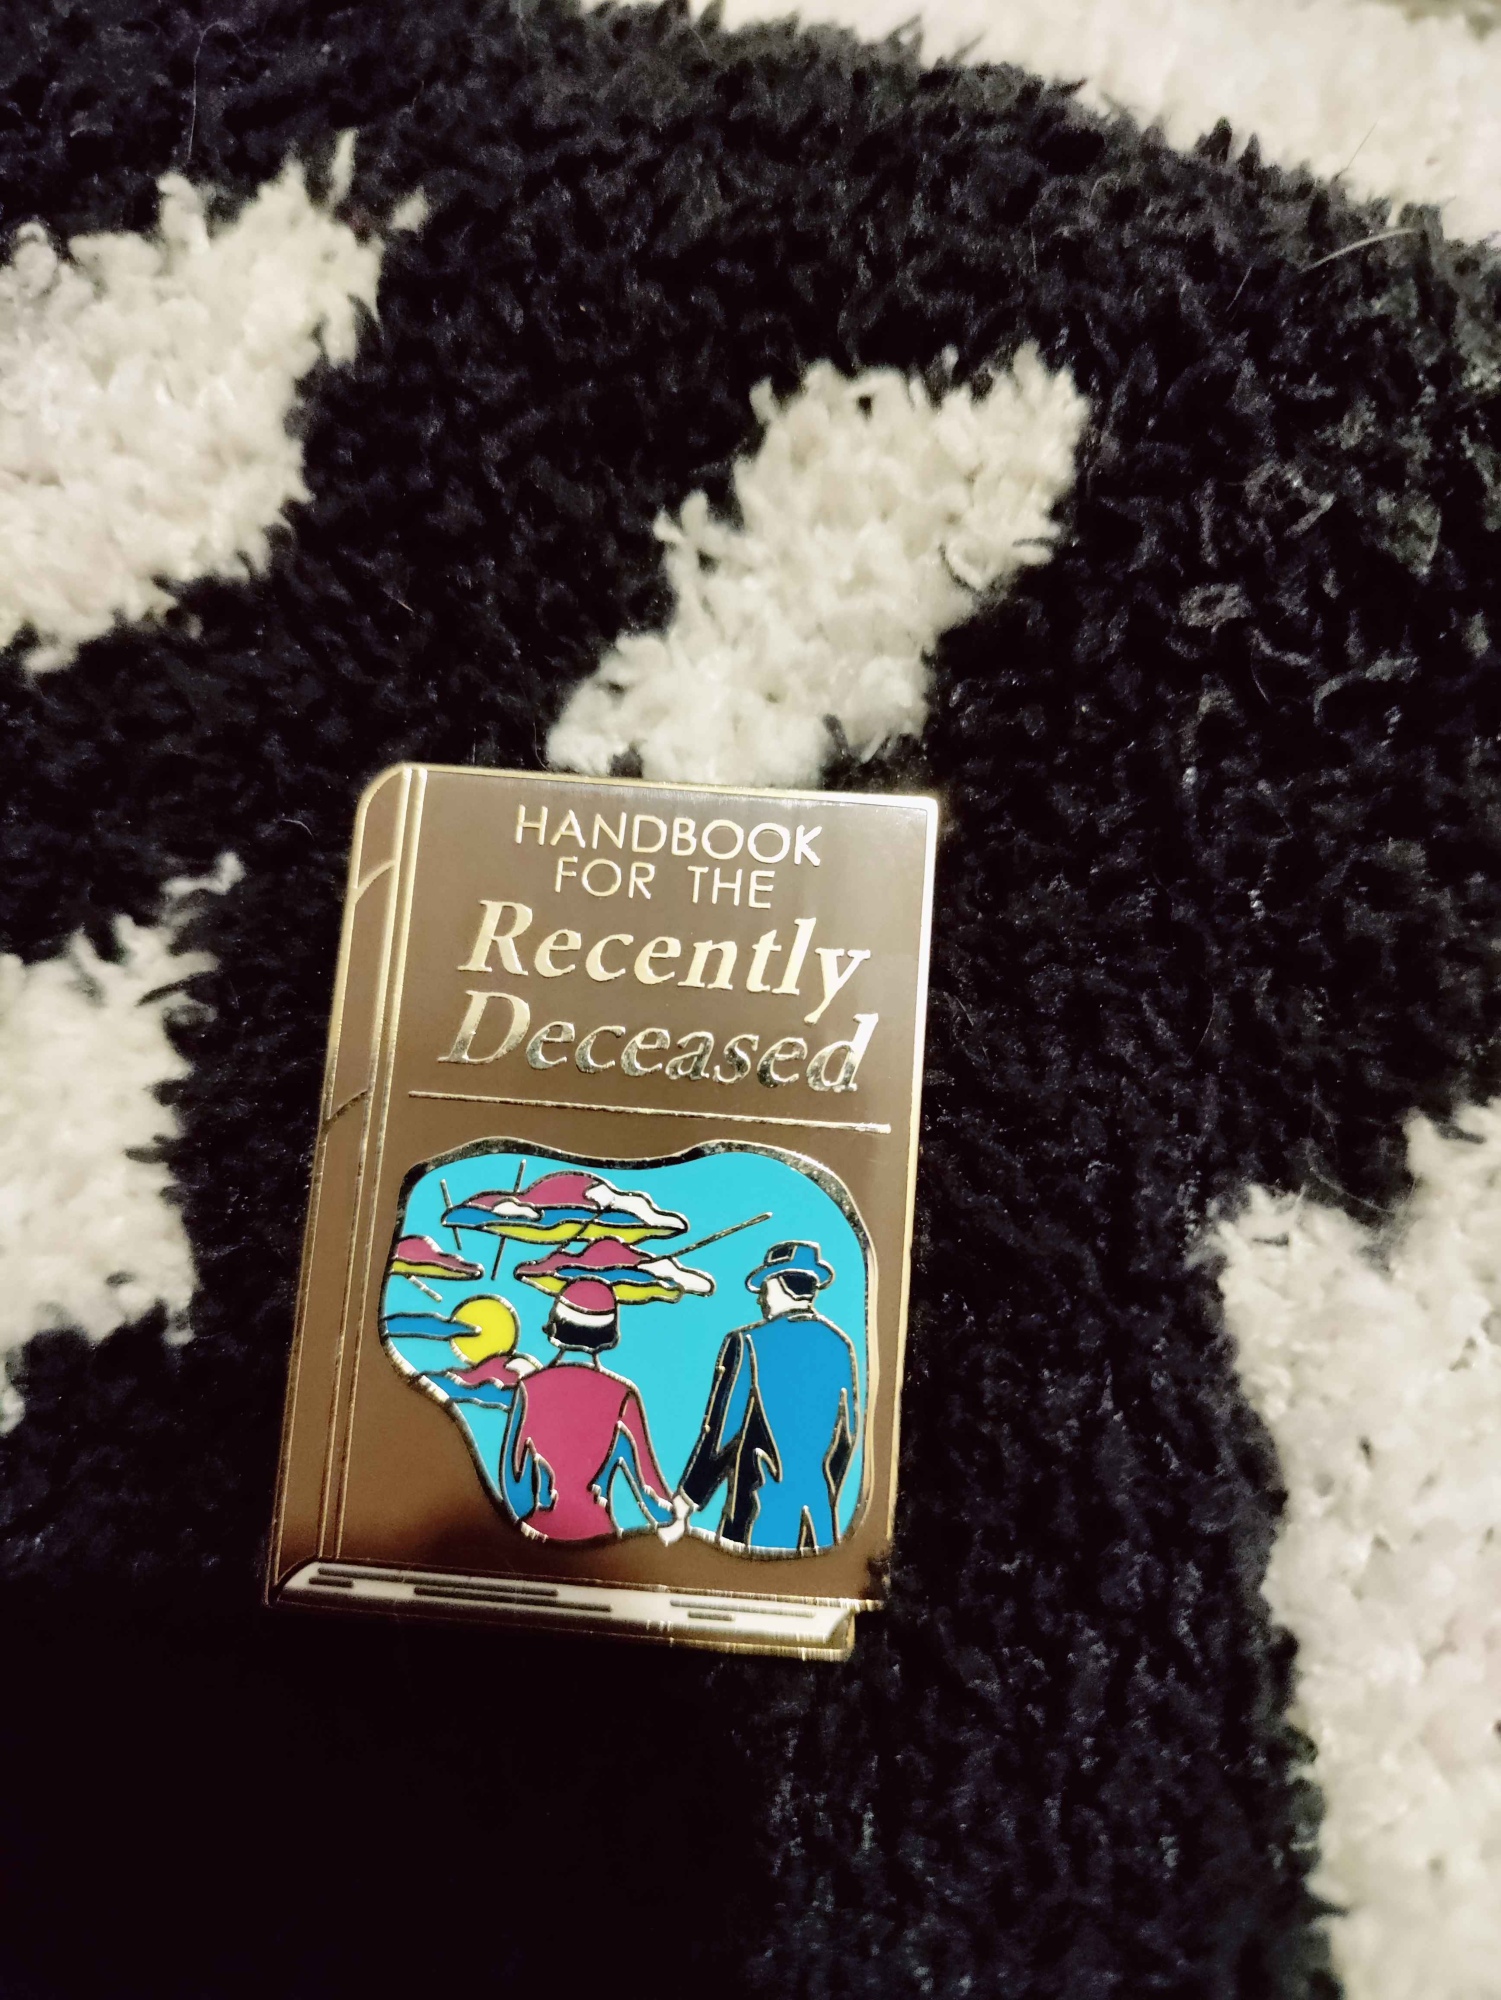 HANDBOOK
FOR THE
Recently
Deceased